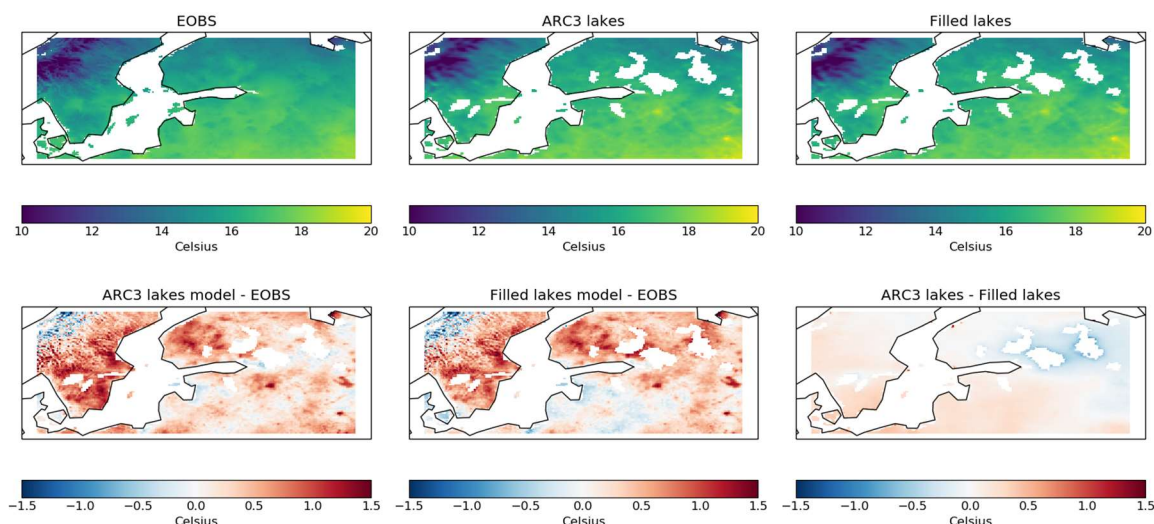 EOBS
ARC3 lakes
Filled lakes
10 12 14 16 18 20
Celsius
10 12 14 16 18 20
Celsius
10 12 14 16 18 20
Celsius
ARC3 lakes model - EOBS
Filled lakes model - EOBS
ARC3 lakes - Filled lakes
−1.5 −1.0 −0.5 0.0 0.5 1.0 1.5
Celsius
−1.5 −1.0 −0.5 0.0 0.5 1.0 1.5
Celsius
−1.5 −1.0 −0.5 0.0 0.5 1.0 1.5
Celsius